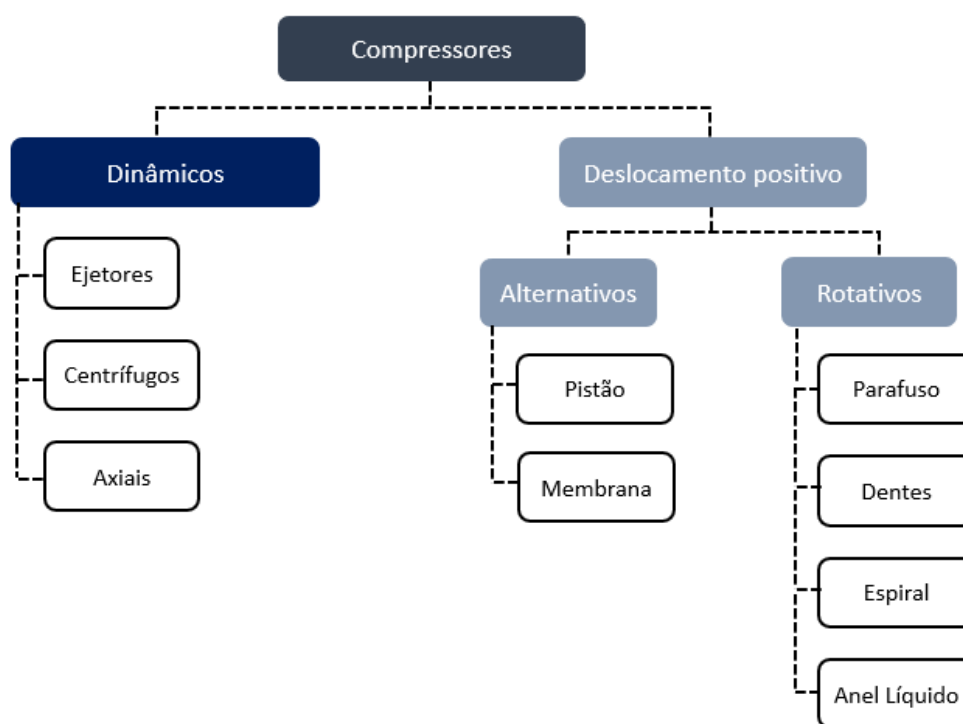 Compressores
Dinâmicos
Deslocamento positivo
Ejetores
Centrífugos
Axiais
Alternativos
Pistão
Membrana
Rotativos
Parafuso
Dentes
Espiral
Anel Líquido